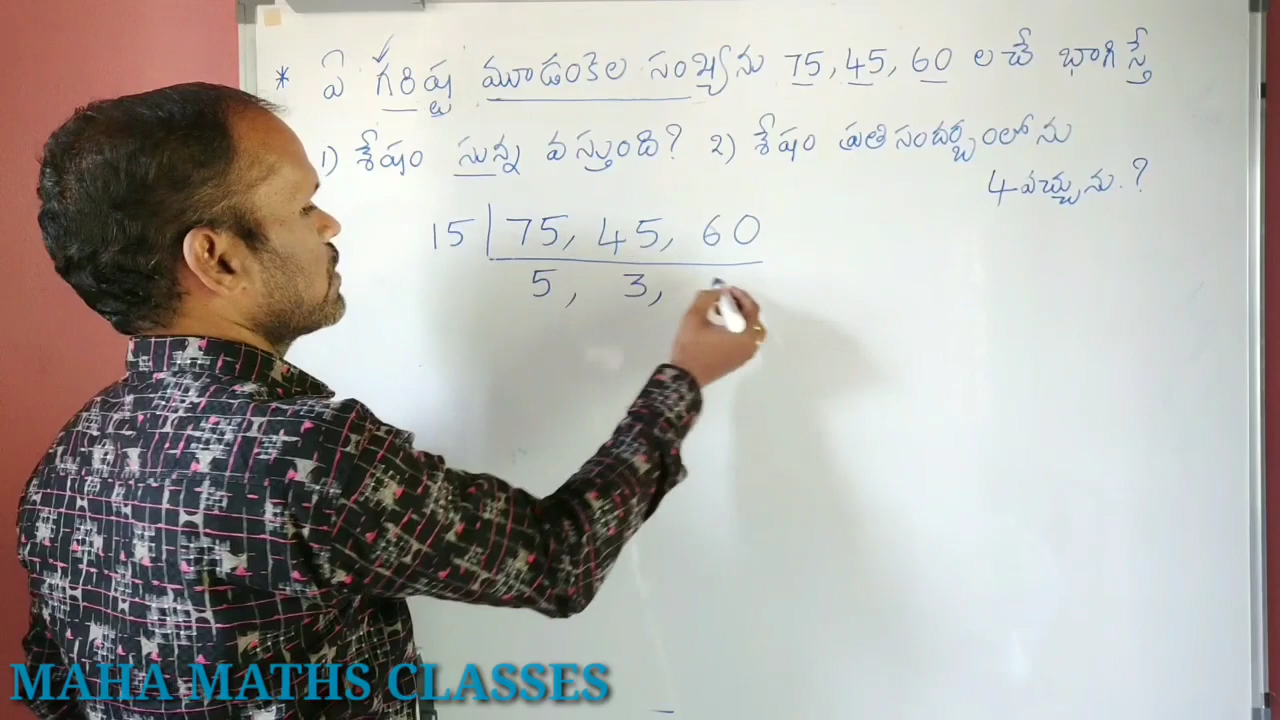 * ఏ గరిష్ట మూడంకెల సంఖ్యను 75, 45, 60 లచే భాగిస్తే
1) శేషం సున్న వస్తుంది? 2) శేషం ప్రతి సందర్భంలోను
4 వచ్చును.?
15 | 75, 45, 60
5, 3,
MAHA MATHS CLASSES